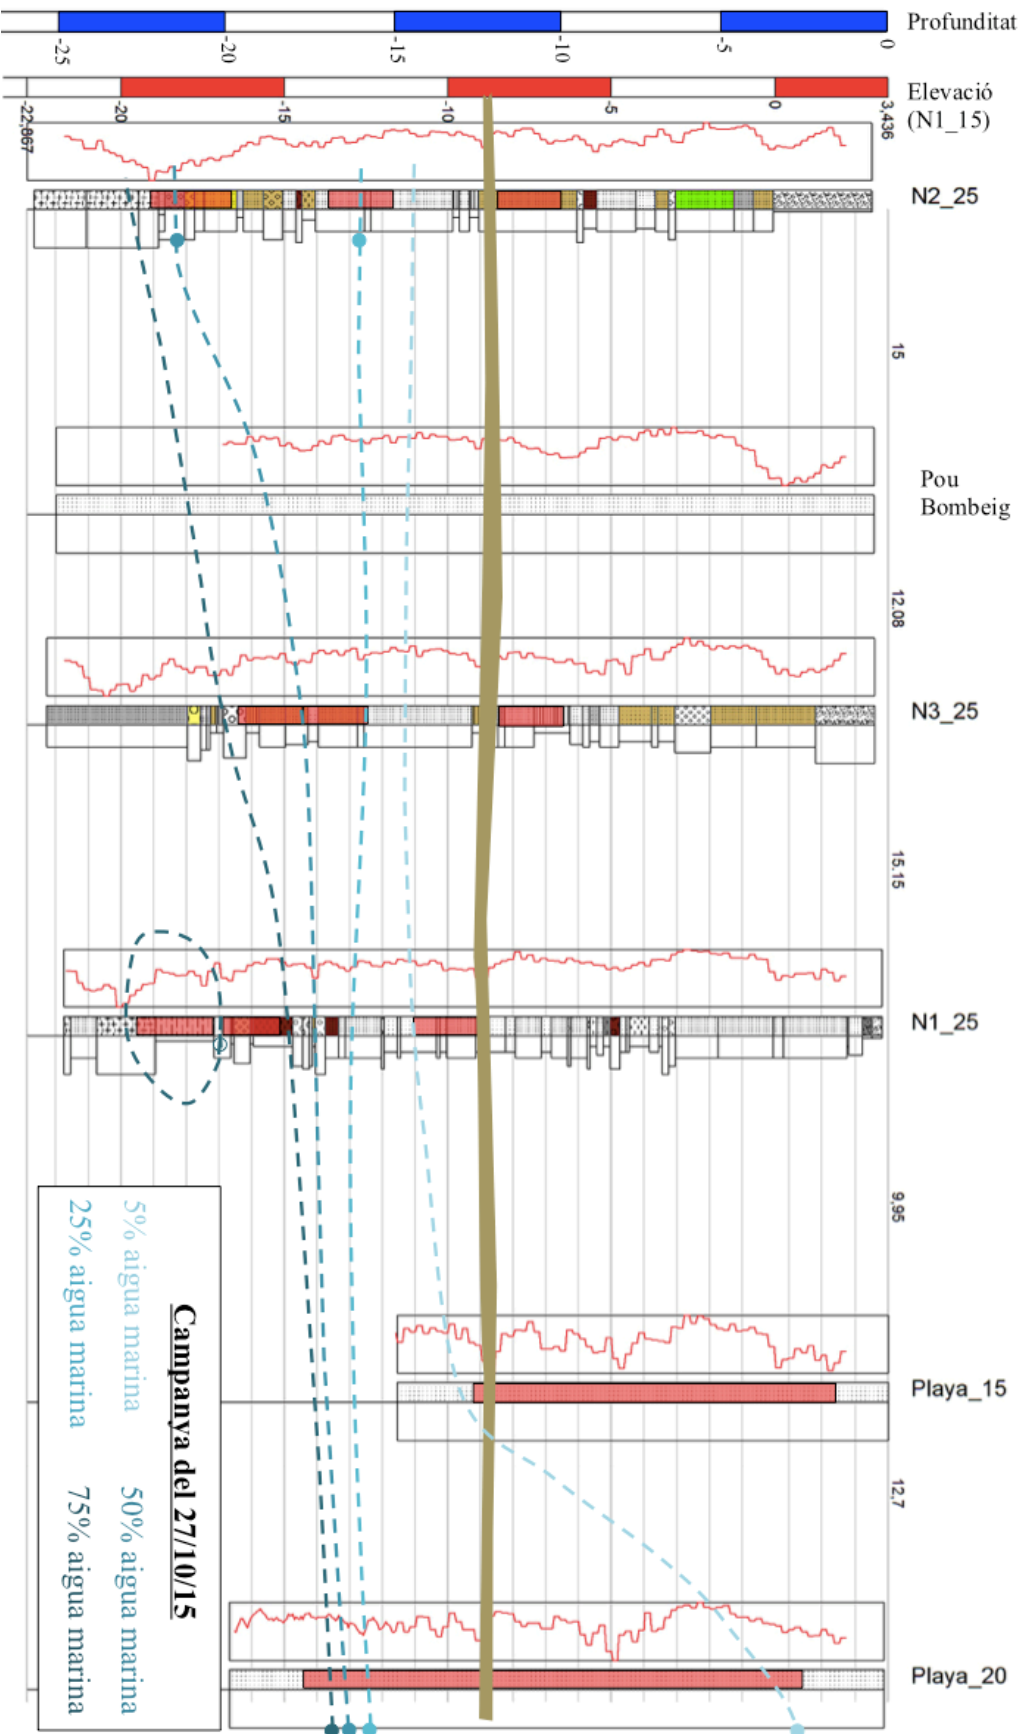 Profunditat
0
-5
-10
-15
-20
-25
Elevació
(N1_15)
3,436
0
-5
-10
-15
-20
-22,667
N2_25
15
Pou
Bombeig
12.08
N3_25
15.15
N1_25
9,95
Playa_15
12,7
Playa_20
Campanya del 27/10/15
5% aigua marina
50% aigua marina
25% aigua marina
75% aigua marina